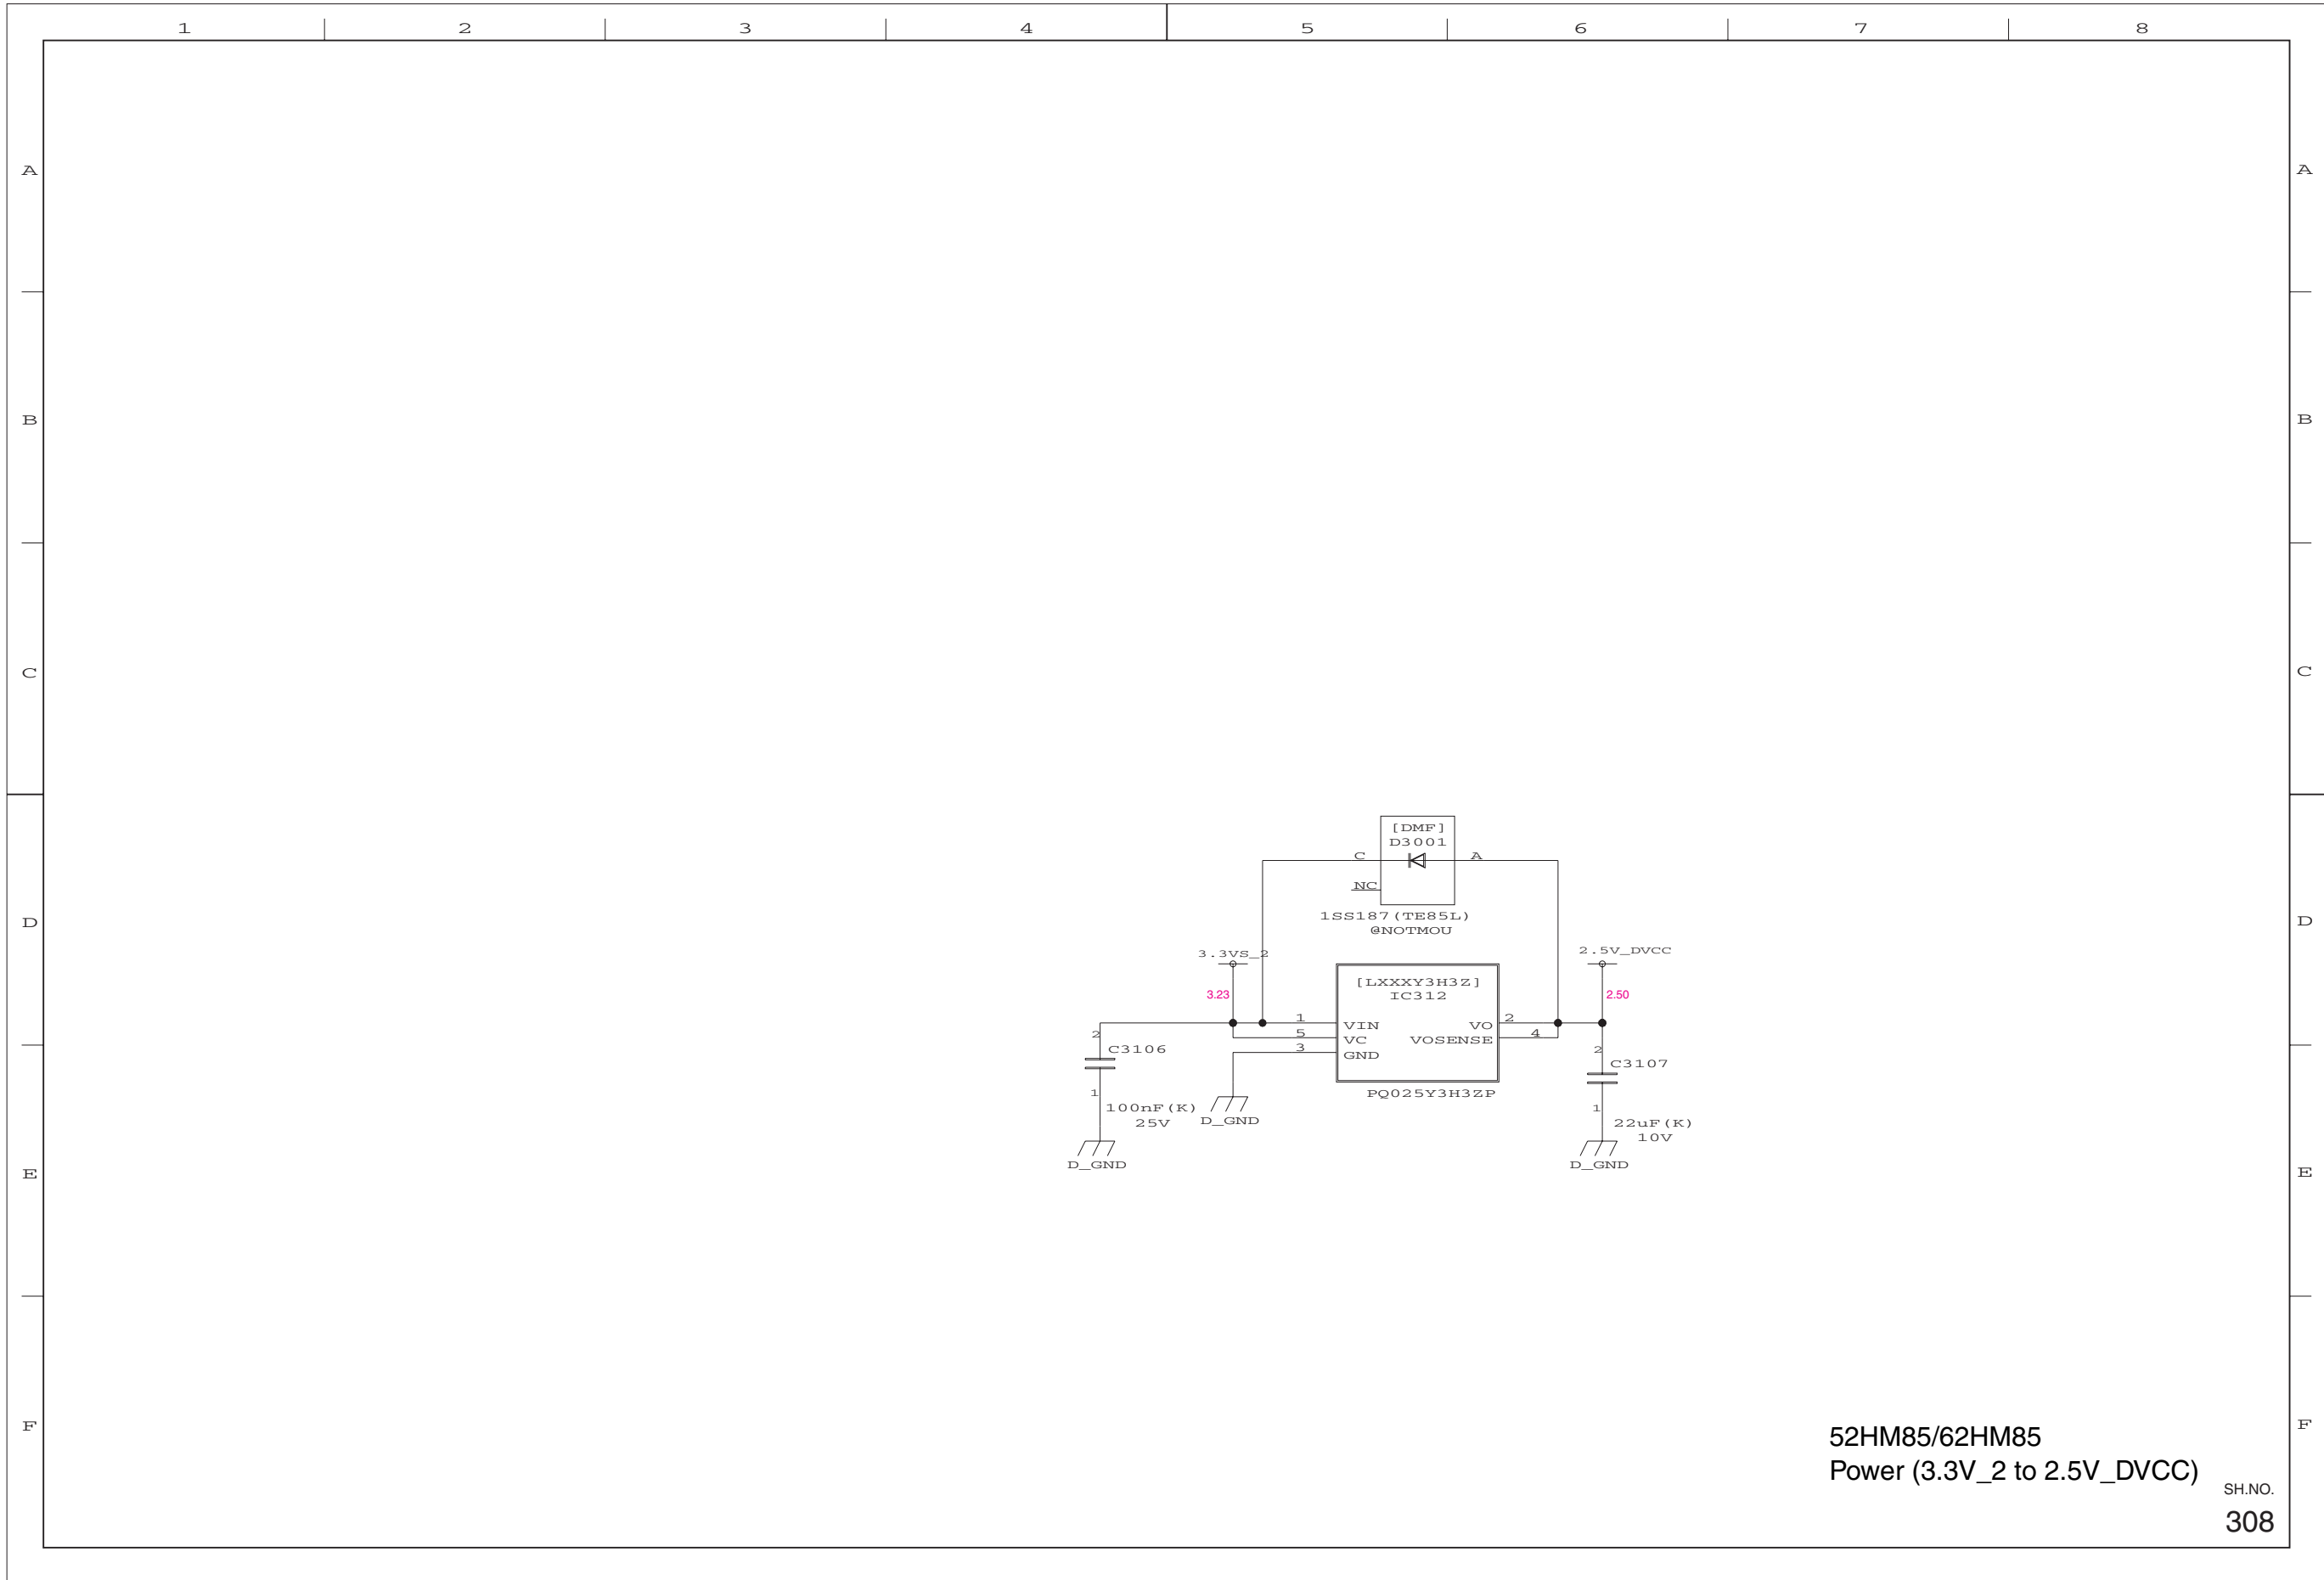 1 2 3 4 5 6 7 8
A A
B B
C C
[DMF]
D3001
C A
NC
D D
1SS187(TE85L)
@NOTMOU
3.3VS_2 2.5V_DVCC
[LXXXY3H3Z]
3.23 IC312 2.50
1 VIN VO 2
2 5 VC VOSENSE 4
C3106 3 GND 2
C3107
1 PQ025Y3H3ZP
100nF(K) 1
25V D_GND 22uF(K)
10V
D_GND D_GND
E E
F F
52HM85/62HM85
Power (3.3V_2 to 2.5V_DVCC)
SH.NO.
308